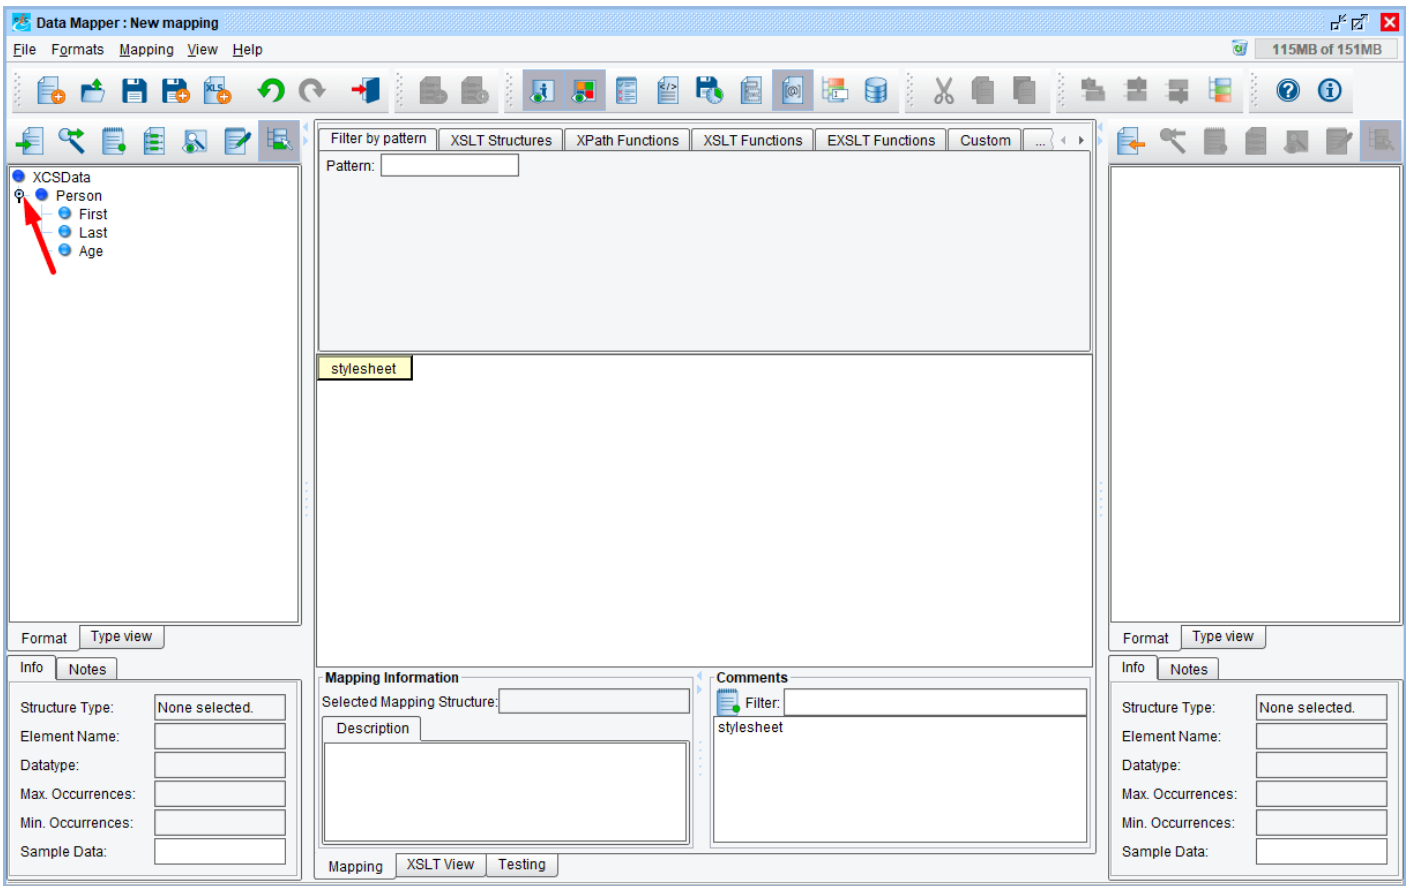 Data Mapper : New mapping
File Formats Mapping View Help
115MB of 151MB
XLS
Filter by pattern XSLT Structures XPath Functions XSLT Functions EXSLT Functions Custom ...
Pattern:
XCSData
Person
First
Last
Age
stylesheet
Format Type view
Info Notes
Structure Type: None selected.
Element Name:
Datatype:
Max. Occurrences:
Min. Occurrences:
Sample Data:
Mapping Information
Selected Mapping Structure:
Description
Comments
Filter:
stylesheet
Mapping XSLT View Testing
Format Type view
Info Notes
Structure Type: None selected.
Element Name:
Datatype:
Max. Occurrences:
Min. Occurrences:
Sample Data: